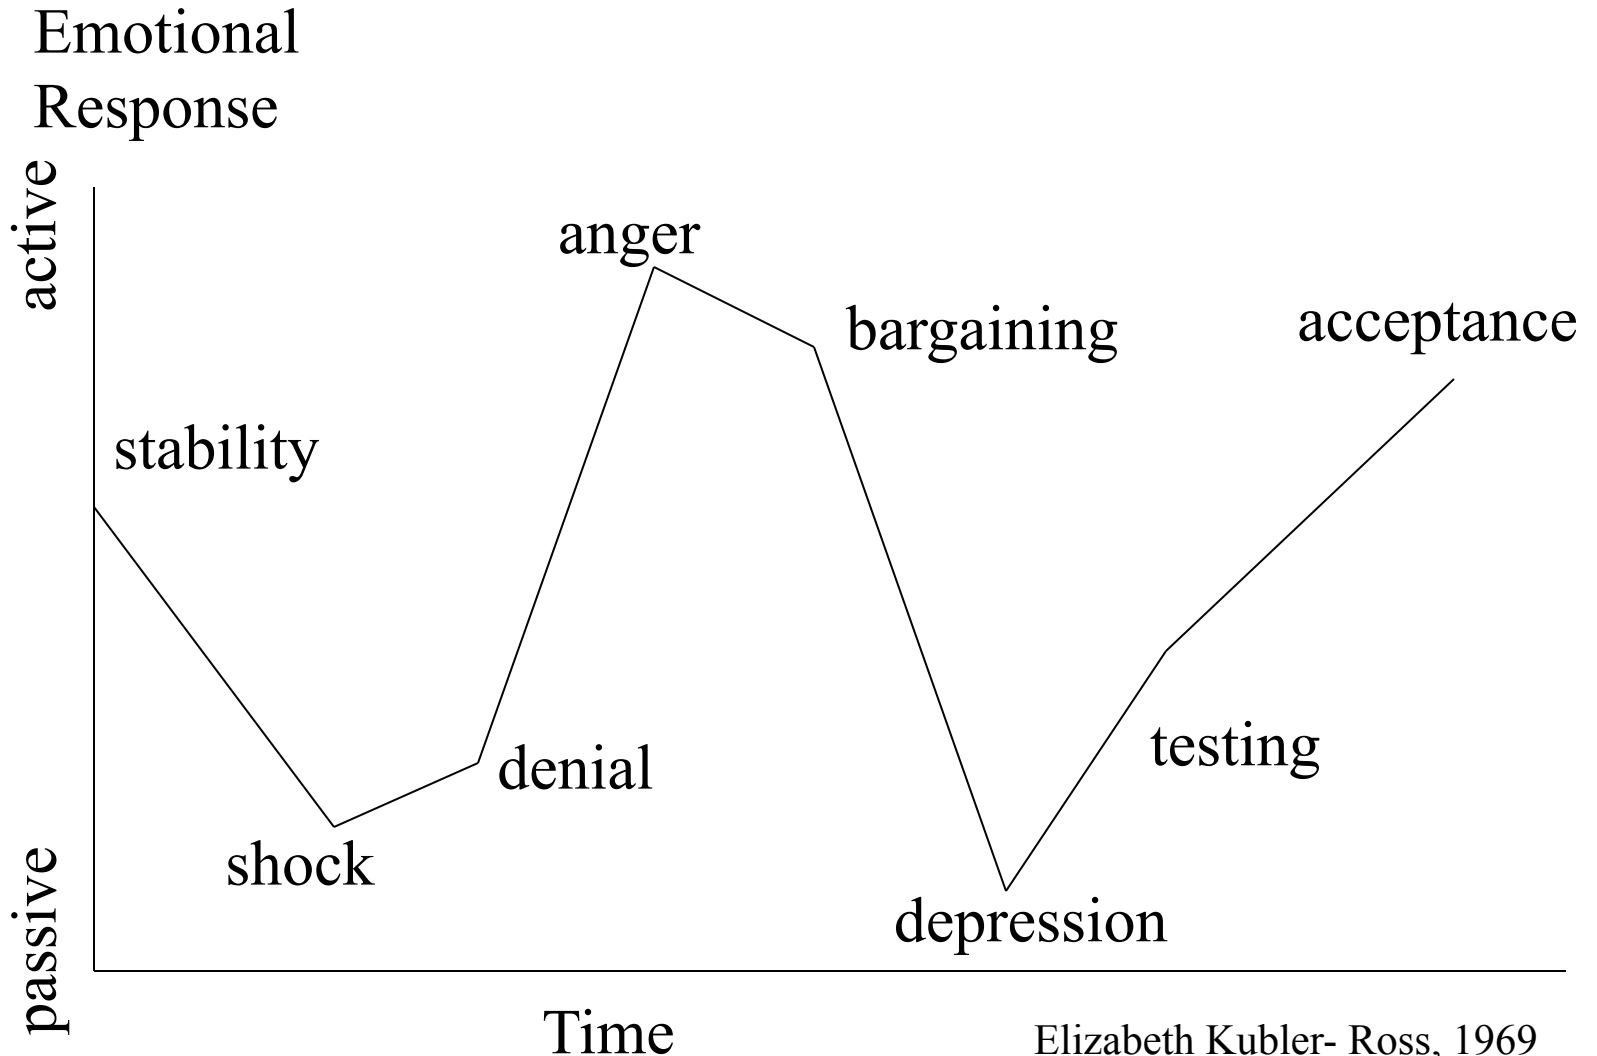 Emotional
Response
active
anger
bargaining
acceptance
stability
denial
testing
shock
depression
passive
Time
Elizabeth Kubler- Ross, 1969